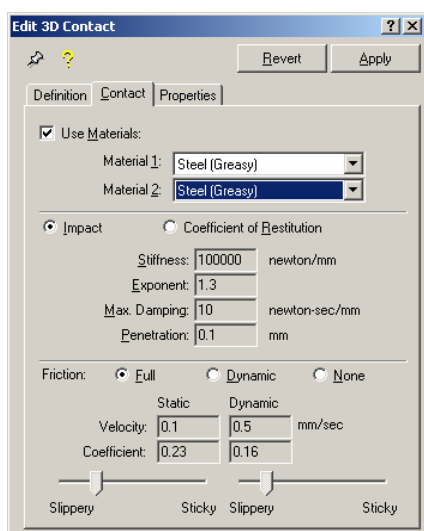 Edit 3D Contact ? ×
? Revert Apply
Definition Contact Properties
Use Materials:
Material 1: Steel (Greasy)
Material 2: Steel (Greasy)
Impact Coefficient of Restitution
Stiffness: 100000 newton/mm
Exponent: 1.3
Max. Damping: 10 newton-sec/mm
Penetration: 0.1 mm
Friction: Full Dynamic None
Static Dynamic
Velocity: 0.1 0.5 mm/sec
Coefficient: 0.23 0.16
Slippery Sticky Slippery Sticky